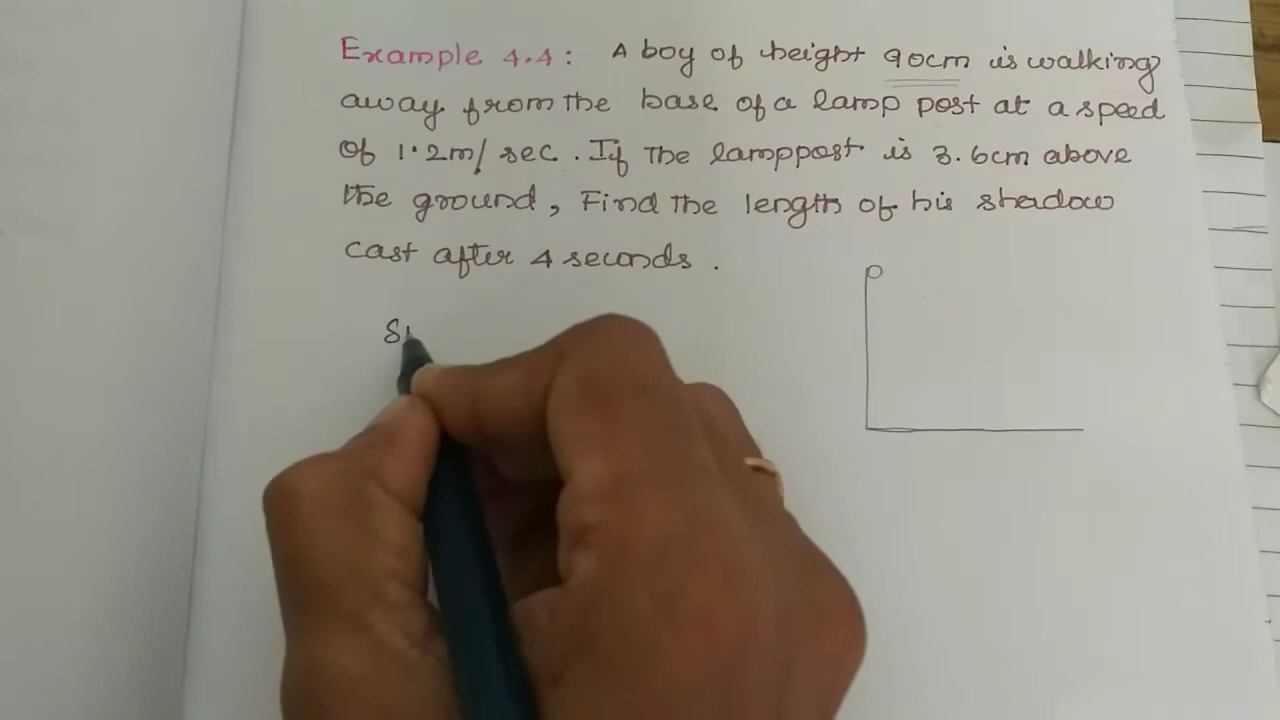 Example 4.4: A boy of height 90cm is walking
away from the base of a lamp post at a speed
of 1.2m/sec. If the lamppost is 3.6cm above
the ground, Find the length of his shadow
cast after 4 seconds.